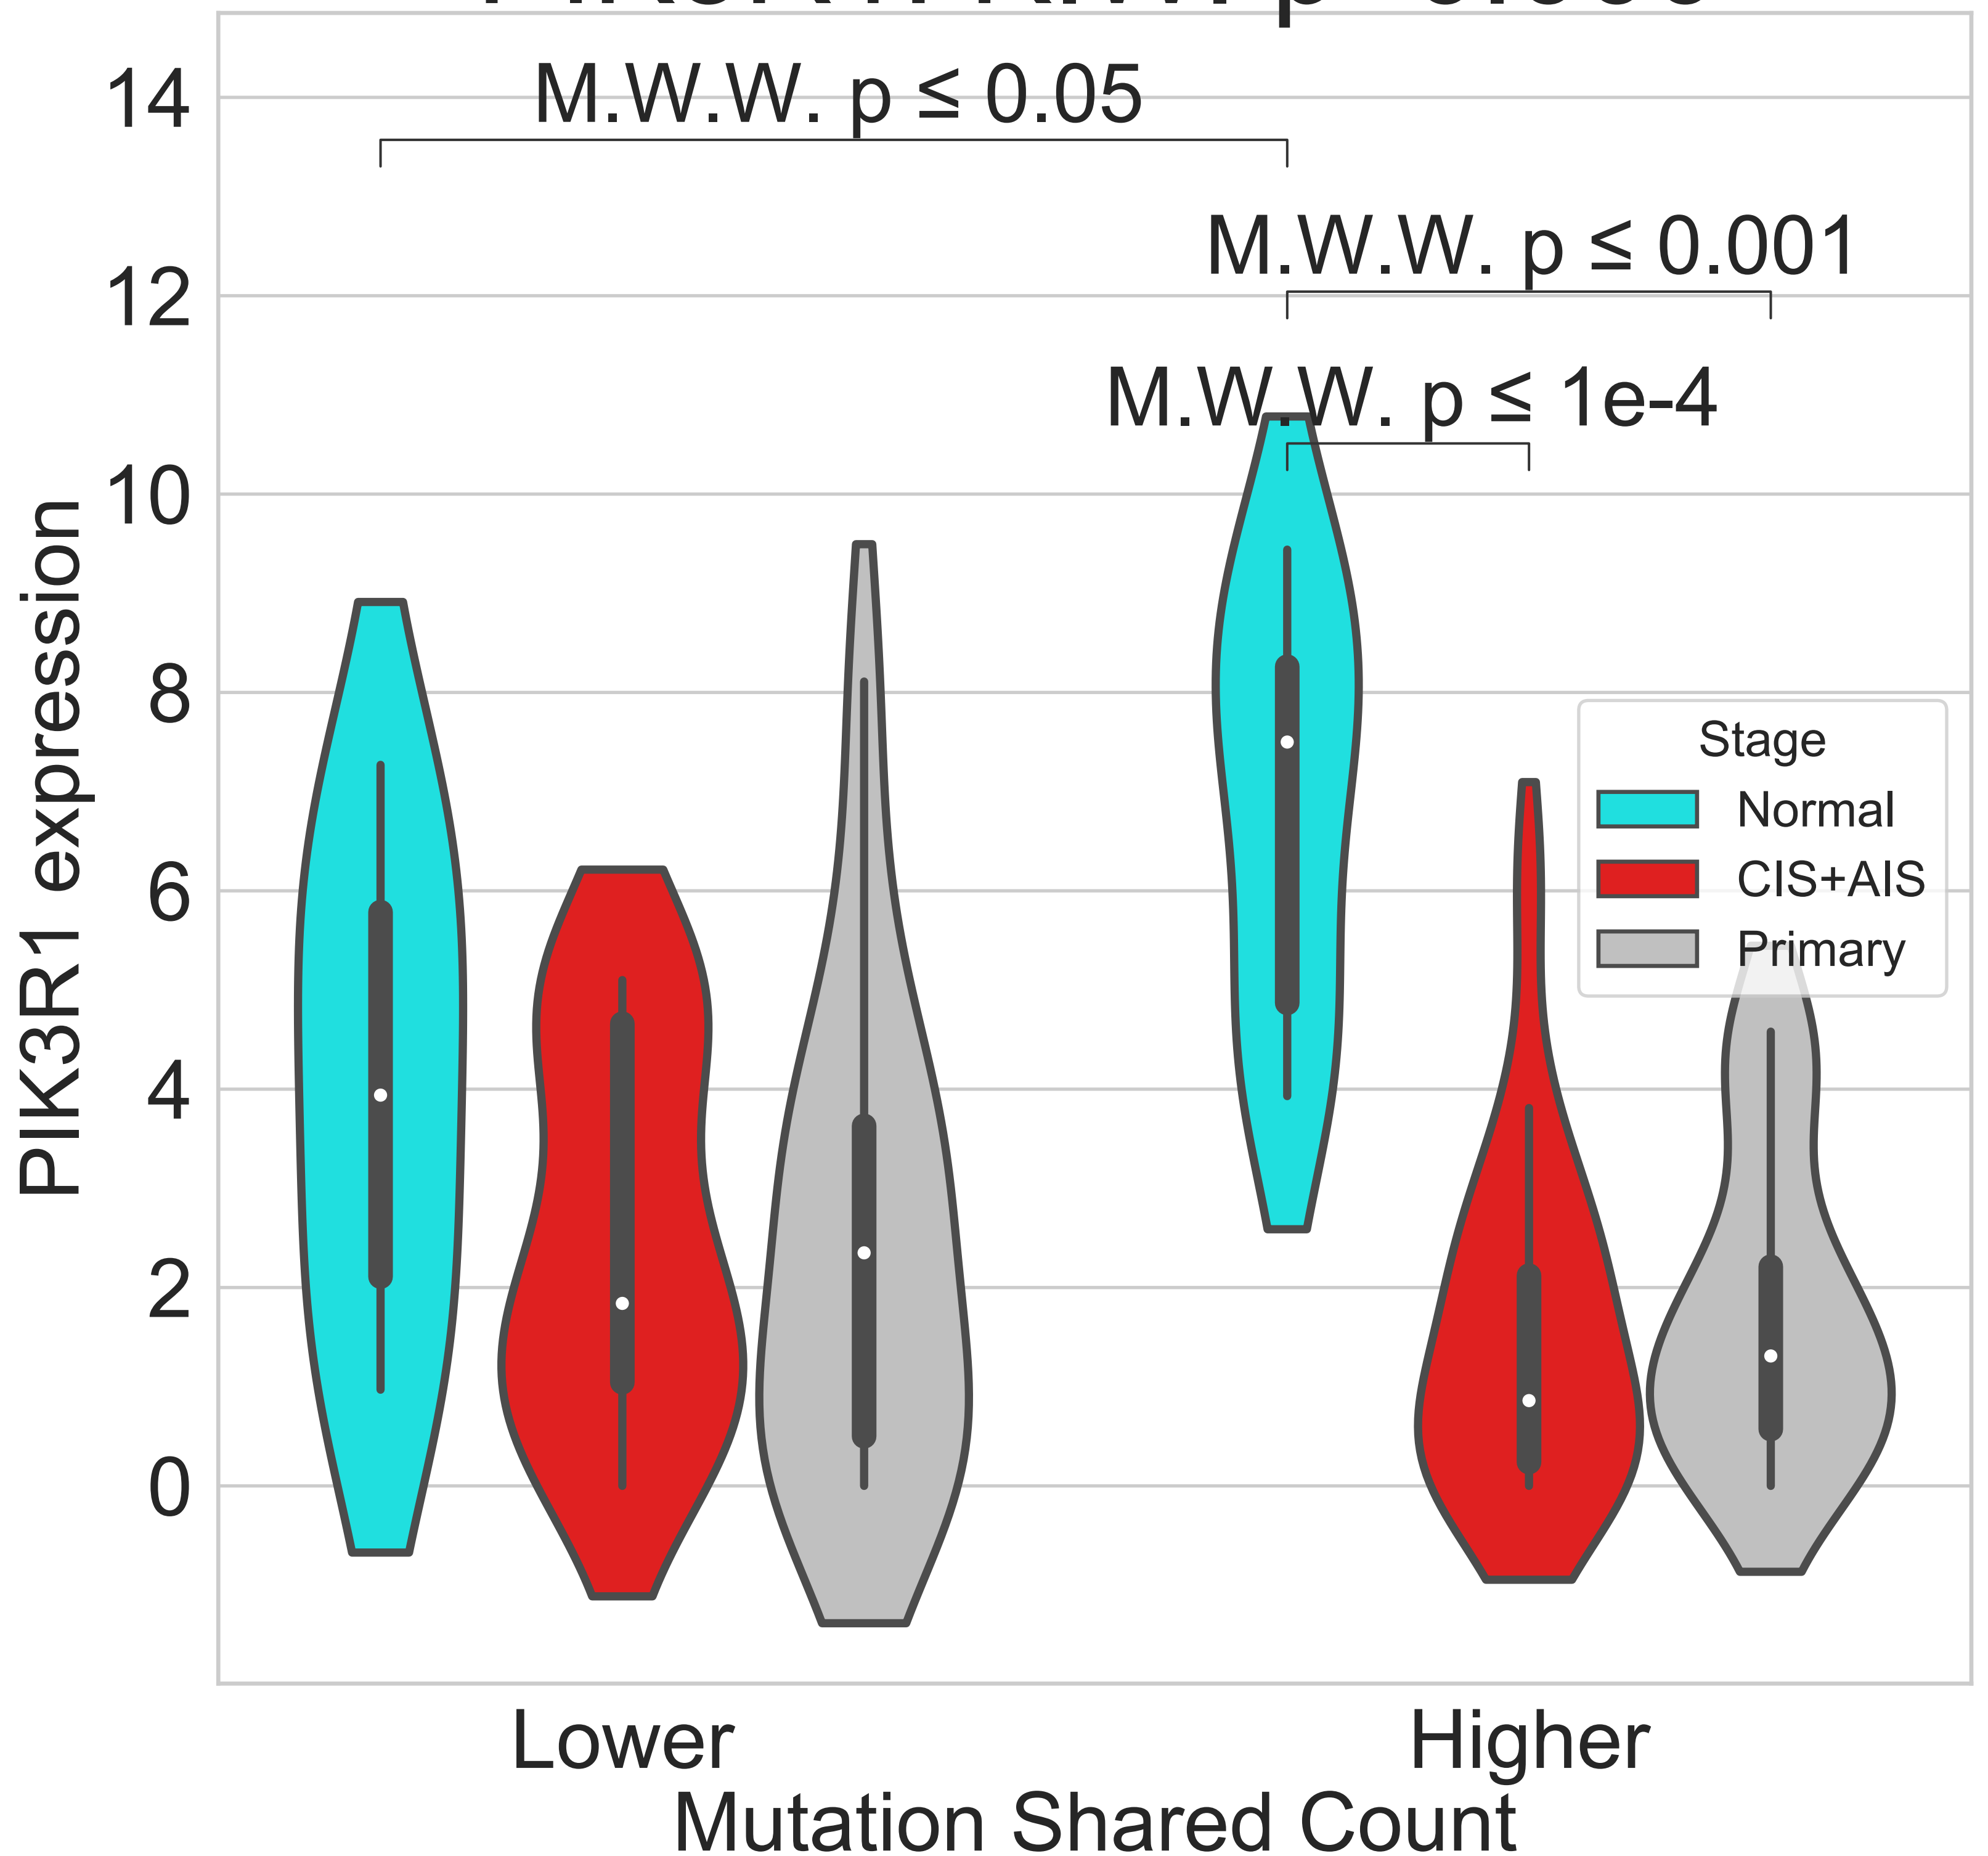 M.W.W. p ≤ 0.05
M.W.W. p ≤ 0.001
M.W.W. p ≤ 1e-4
14
12
10
8
6
4
2
0
PIK3R1 expression
Stage
Normal
CIS+AIS
Primary
Lower
Higher
Mutation Shared Count